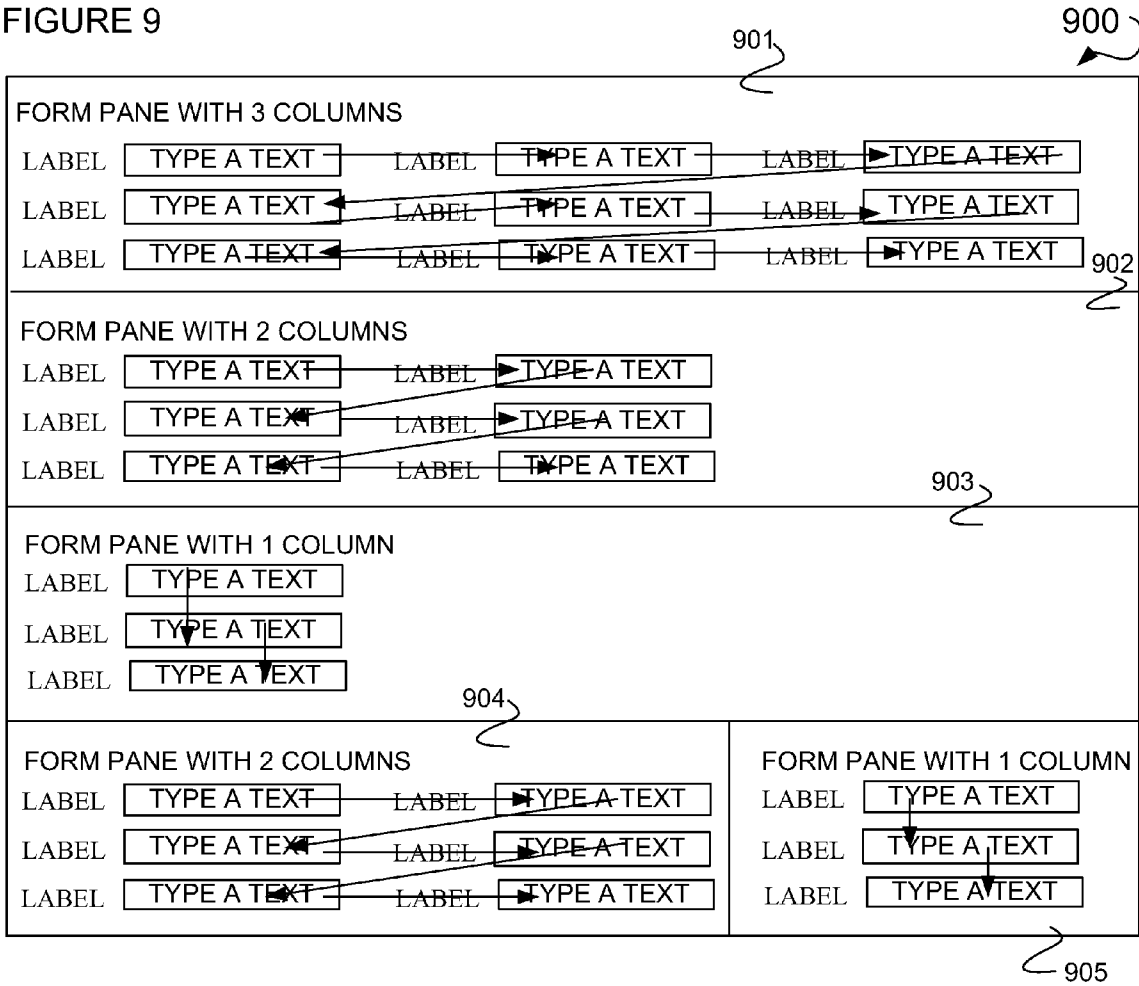 FIGURE 9
900
901
FORM PANE WITH 3 COLUMNS
LABEL TYPE A TEXT LABEL TYPE A TEXT LABEL TYPE A TEXT
LABEL TYPE A TEXT LABEL TYPE A TEXT LABEL TYPE A TEXT
LABEL TYPE A TEXT LABEL TYPE A TEXT LABEL TYPE A TEXT
902
FORM PANE WITH 2 COLUMNS
LABEL TYPE A TEXT LABEL TYPE A TEXT
LABEL TYPE A TEXT LABEL TYPE A TEXT
LABEL TYPE A TEXT LABEL TYPE A TEXT
903
FORM PANE WITH 1 COLUMN
LABEL TYPE A TEXT
LABEL TYPE A TEXT
LABEL TYPE A TEXT
904
FORM PANE WITH 2 COLUMNS
LABEL TYPE A TEXT LABEL TYPE A TEXT
LABEL TYPE A TEXT LABEL TYPE A TEXT
LABEL TYPE A TEXT LABEL TYPE A TEXT
FORM PANE WITH 1 COLUMN
LABEL TYPE A TEXT
LABEL TYPE A TEXT
LABEL TYPE A TEXT
905